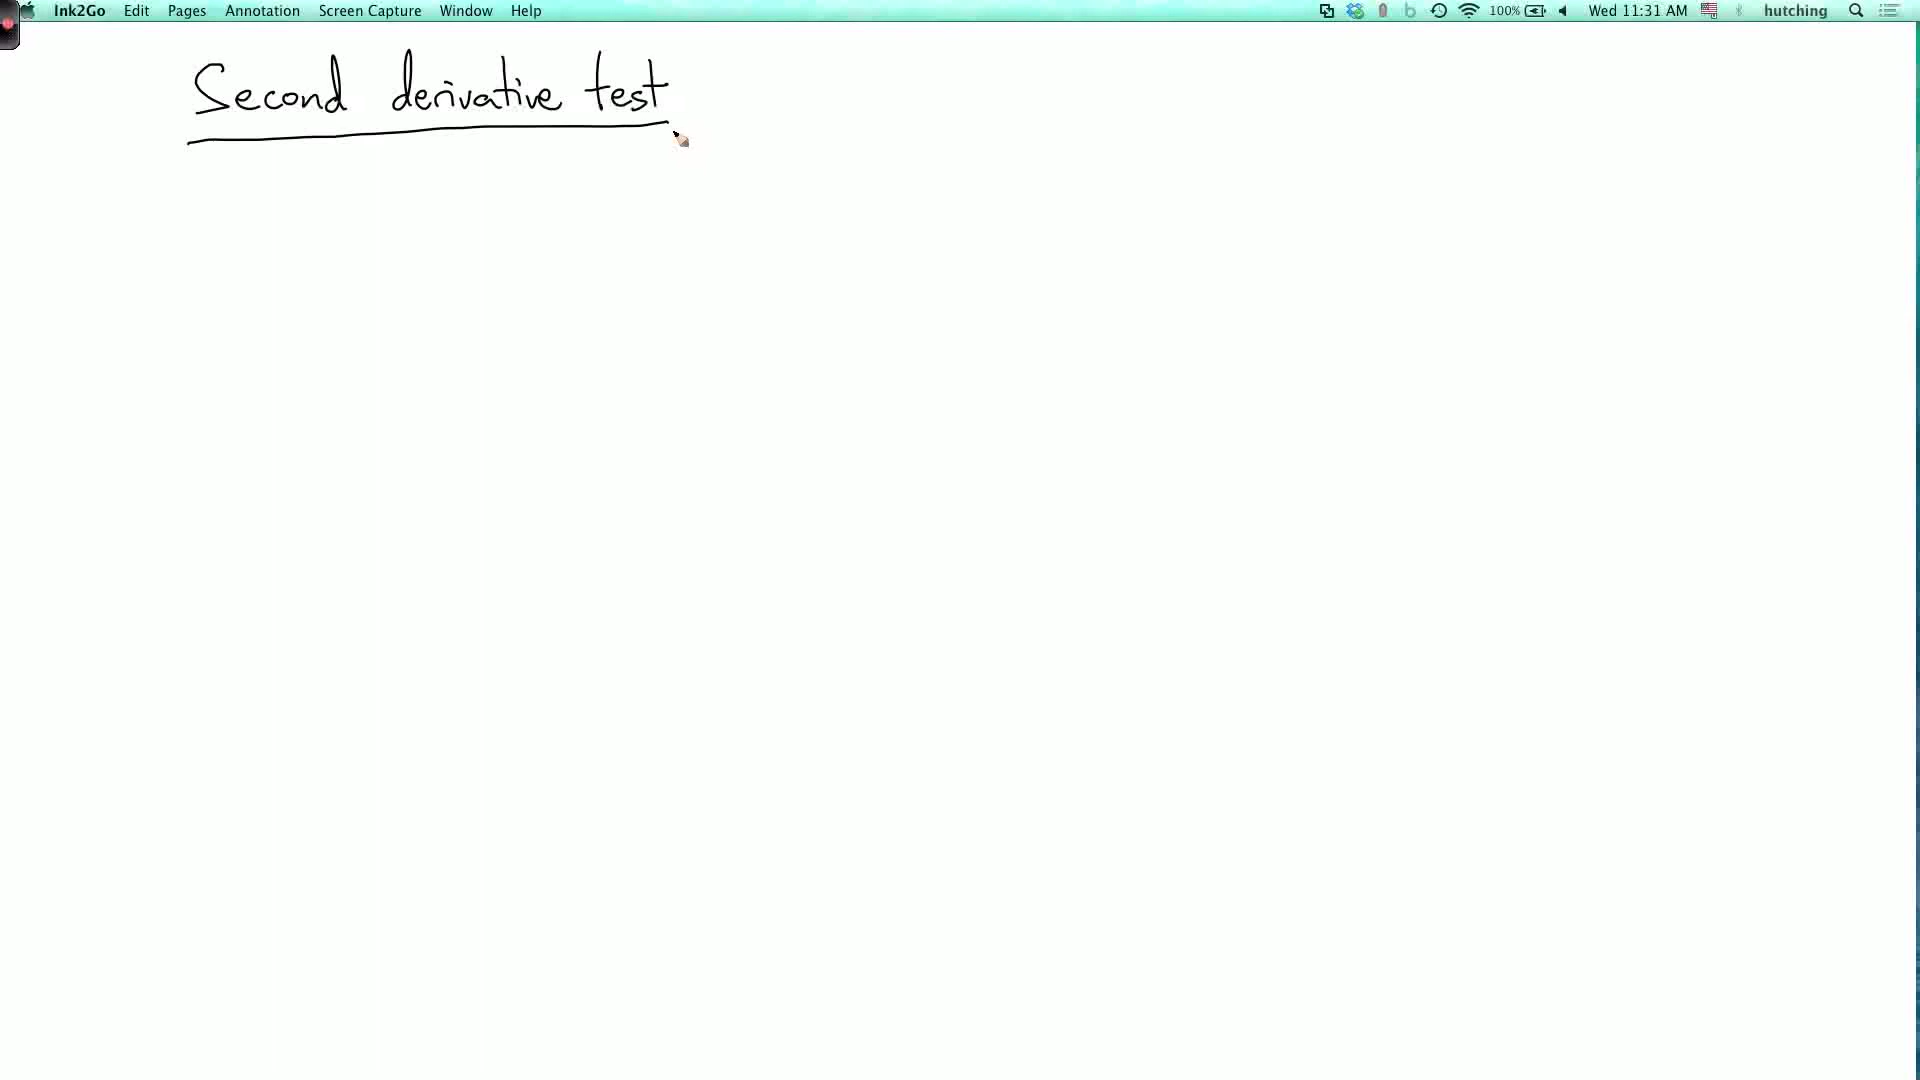 Ink2Go Edit Pages Annotation Screen Capture Window Help 100% Wed 11:31 AM hutching
Second derivative test